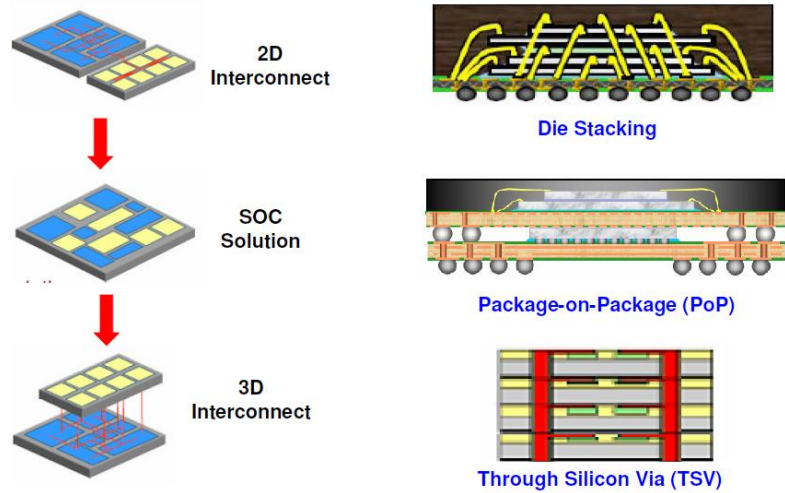 2D
Interconnect
Die Stacking
SOC
Solution
Package-on-Package (PoP)
3D
Interconnect
Through Silicon Via (TSV)